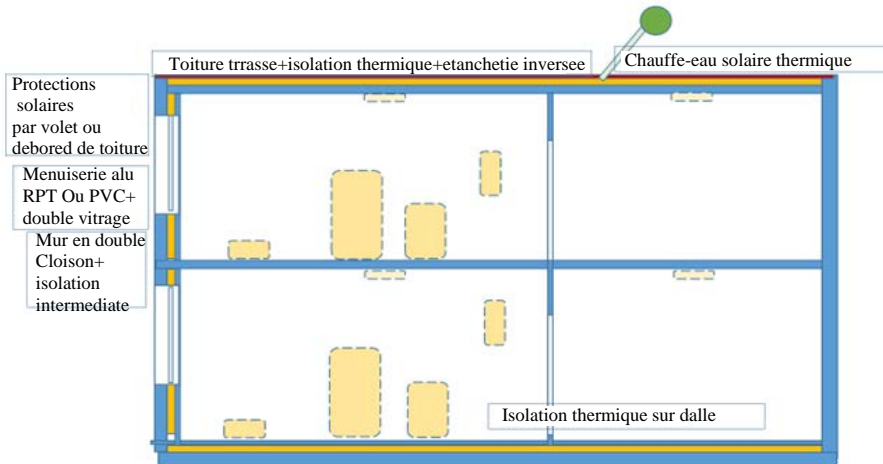 Toiture trrasse+isolation thermique+etanchetie inversee
Chauffe-eau solaire thermique
Protections
solaires
par volet ou
debored de toiture
Menuiserie alu
RPT Ou PVC+
double vitrage
Mur en double
Cloison+
isolation
intermediate
Isolation thermique sur dalle